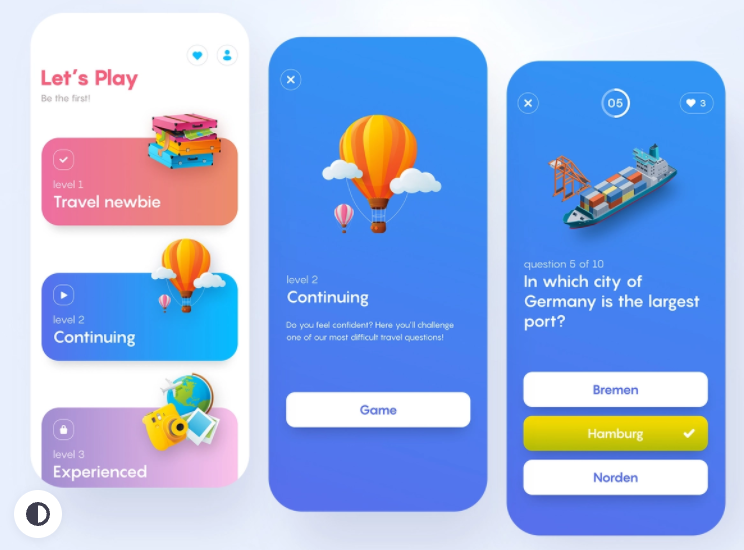 Let's Play
Be the first!
level 1
Travel newbie
level 2
Continuing
level 3
Experienced
level 2
Continuing
Do you feel confident? Here you'll challenge
one of our most difficult travel questions!
Game
05
3
question 5 of 10
In which city of
Germany is the largest
port?
Bremen
Hamburg
Norden